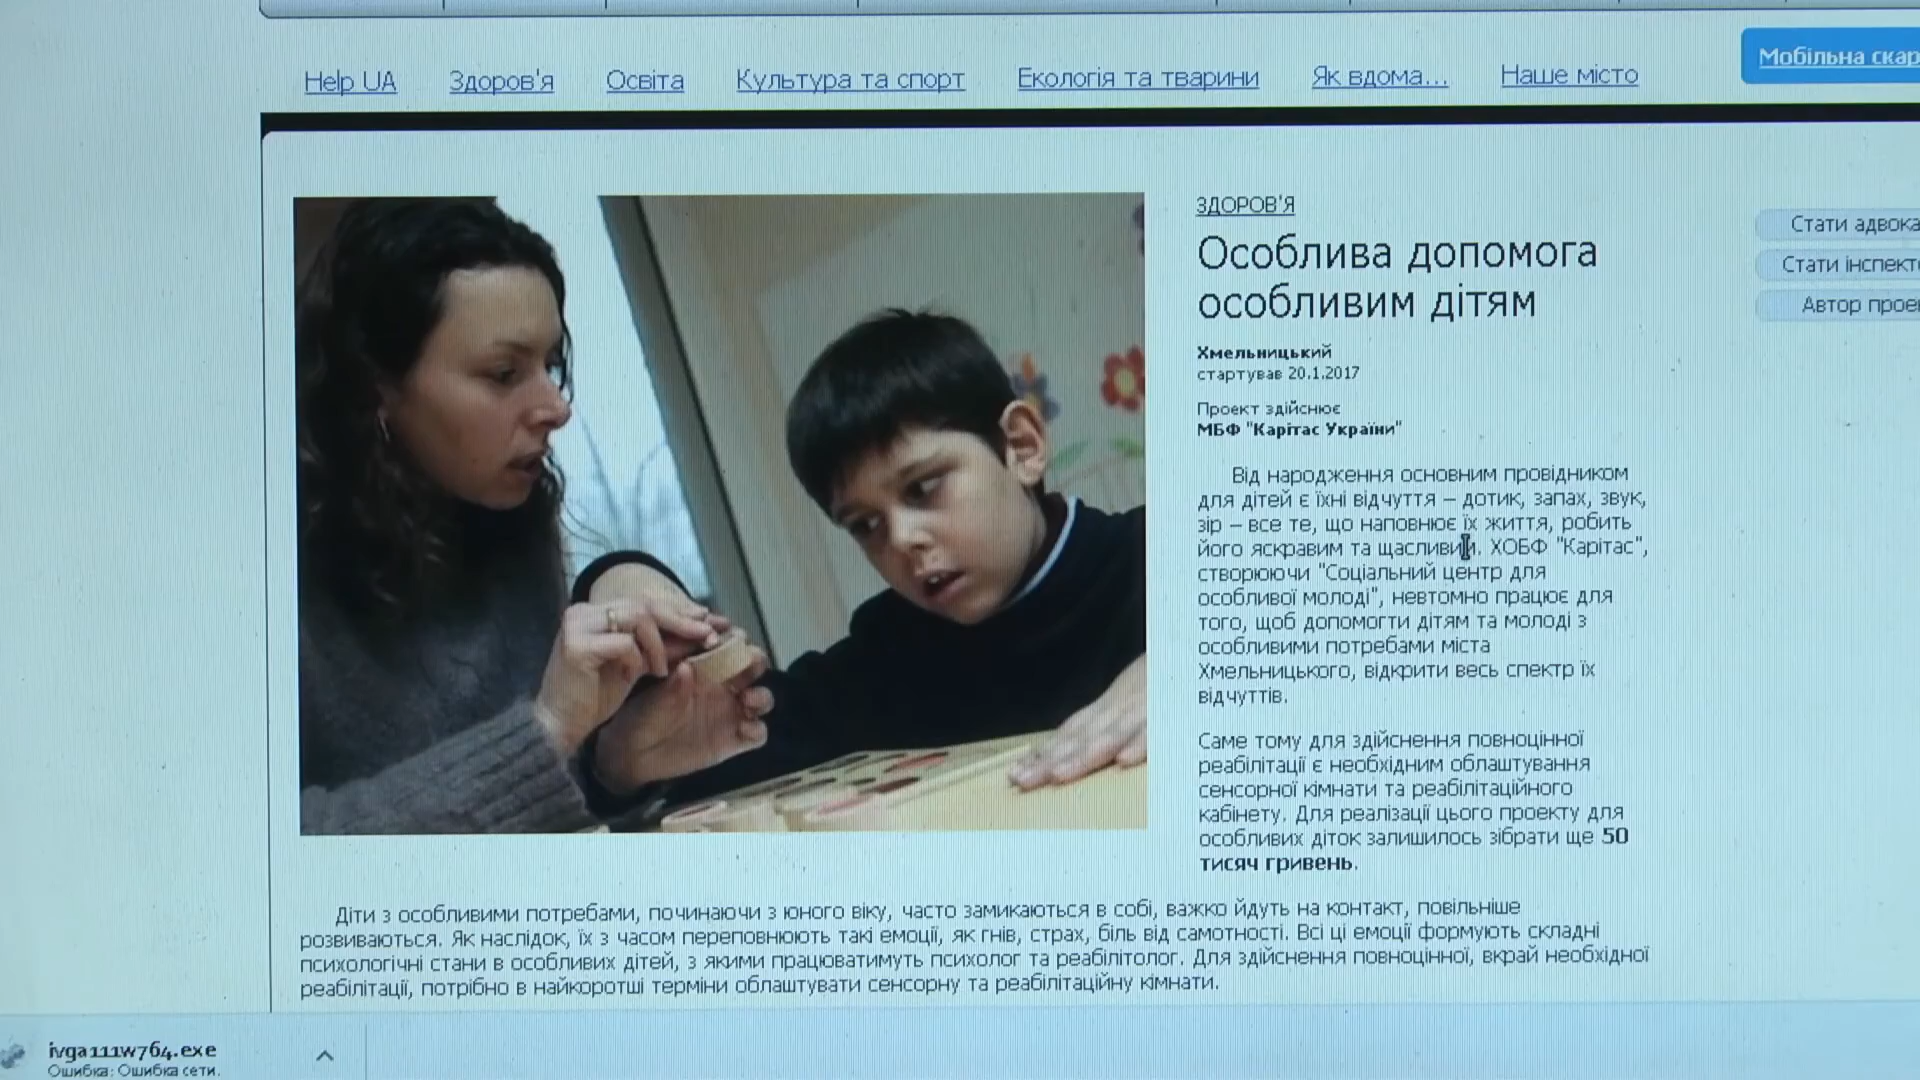 Help UA Здоров'я Освіта Культура та спорт Екологія та тварини Як вдома... Наше місто
Мобільна
ЗДОРОВ'Я
Особлива допомога
особливим дітям
Хмельницький
стартував 20.1.2017
Проект здійснює
МБФ "Карітас України"
Від народження основним провідником
для дітей є їхні відчуття – дотик, запах, звук,
зір – все те, що наповнює їх життя, робить
його яскравим та щасливим. ХОБФ "Карітас",
створюючи "Соціальний центр для
особливої молоді", невтомно працює для
того, щоб допомогти дітям та молоді з
особливими потребами міста
Хмельницького, відкрити весь спектр їх
відчуттів.
Саме тому для здійснення повноцінної
реабілітації є необхідним облаштування
сенсорної кімнати та реабілітаційного
кабінету. Для реалізації цього проекту для
особливих діток залишилось зібрати ще 50
тисяч гривень.
Діти з особливими потребами, починаючи з юного віку, часто замикаються в собі, важко йдуть на контакт, повільніше
розвиваються. Як наслідок, їх з часом переповнюють такі емоції, як гнів, страх, біль від самотності. Всі ці емоції формують складні
психологічні стани в особливих дітей, з якими працюватимуть психолог та реабілітолог. Для здійснення повноцінної, вкрай необхідної
реабілітації, потрібно в найкоротші терміни облаштувати сенсорну та реабілітаційну кімнати.
Стати
Стати
Автор
ivga111w764.exe
Ошибка: Ошибка сети.